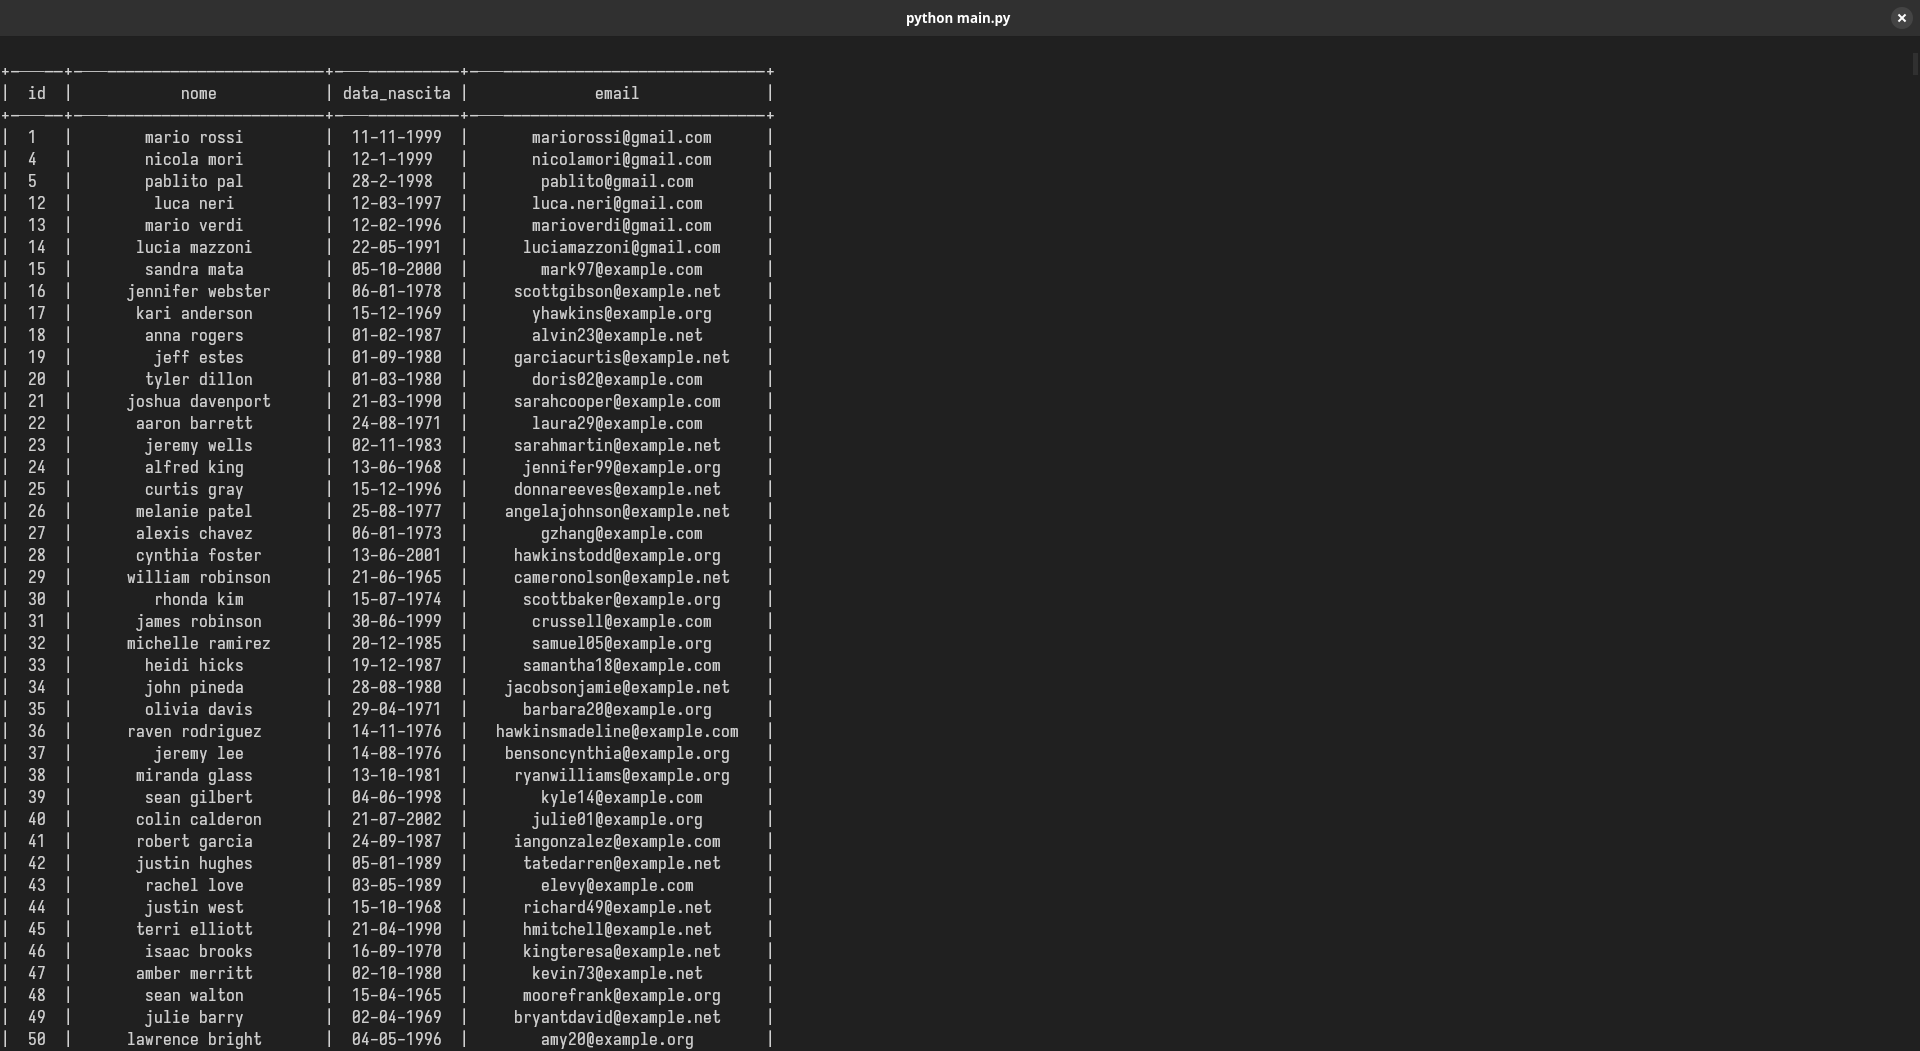 python main.py
id | nome | data_nascita | email
1 | mario rossi | 11-11-1999 | mariorossi@gmail.com
4 | nicola mori | 12-1-1999 | nicolamori@gmail.com
5 | pablito pal | 28-2-1998 | pablito@gmail.com
12 | luca neri | 12-03-1997 | luca.neri@gmail.com
13 | mario verdi | 12-02-1996 | marioverdi@gmail.com
14 | lucia mazzoni | 22-05-1991 | luciamazzoni@gmail.com
15 | sandra mata | 05-10-2000 | mark97@example.com
16 | jennifer webster | 06-01-1978 | scottgibson@example.net
17 | kari anderson | 15-12-1969 | yhawkins@example.org
18 | anna rogers | 01-02-1987 | alvin23@example.net
19 | jeff estes | 01-09-1980 | garciacurtis@example.net
20 | tyler dillon | 01-03-1980 | doris02@example.com
21 | joshua davenport | 21-03-1990 | sarahcooper@example.com
22 | aaron barrett | 24-08-1971 | laura29@example.com
23 | jeremy wells | 02-11-1983 | sarahmartin@example.net
24 | alfred king | 13-06-1968 | jennifer99@example.org
25 | curtis gray | 15-12-1996 | donnareeves@example.net
26 | melanie patel | 25-08-1977 | angelajohnson@example.net
27 | alexis chavez | 06-01-1973 | gzhang@example.com
28 | cynthia foster | 13-06-2001 | hawkinstodd@example.org
29 | william robinson | 21-06-1965 | cameronolson@example.net
30 | rhonda kim | 15-07-1974 | scottbaker@example.org
31 | james robinson | 30-06-1999 | crussell@example.com
32 | michelle ramirez | 20-12-1985 | samuel05@example.org
33 | heidi hicks | 19-12-1987 | samantha18@example.com
34 | john pineda | 28-08-1980 | jacobsonjamie@example.net
35 | olivia davis | 29-04-1971 | barbara20@example.org
36 | raven rodriguez | 14-11-1976 | hawkinsmadeline@example.com
37 | jeremy lee | 14-08-1976 | bensoncynthia@example.org
38 | miranda glass | 13-10-1981 | ryanwilliams@example.org
39 | sean gilbert | 04-06-1998 | kyle14@example.com
40 | colin calderon | 21-07-2002 | julie01@example.org
41 | robert garcia | 24-09-1987 | iangonzalez@example.com
42 | justin hughes | 05-01-1989 | tatedarren@example.net
43 | rachel love | 03-05-1989 | elevy@example.com
44 | justin west | 15-10-1968 | richard49@example.net
45 | terri elliott | 21-04-1990 | hmitchell@example.net
46 | isaac brooks | 16-09-1970 | kingteresa@example.net
47 | amber merritt | 02-10-1980 | kevin73@example.net
48 | sean walton | 15-04-1965 | moorefrank@example.org
49 | julie barry | 02-04-1969 | bryantdavid@example.net
50 | lawrence bright | 04-05-1996 | amy20@example.org